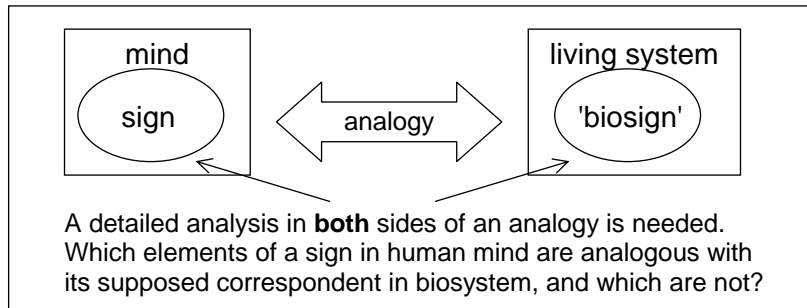 mind
living system
sign
analogy
'biosign'
A detailed analysis in both sides of an analogy is needed.
Which elements of a sign in human mind are analogous with
its supposed correspondent in biosystem, and which are not?